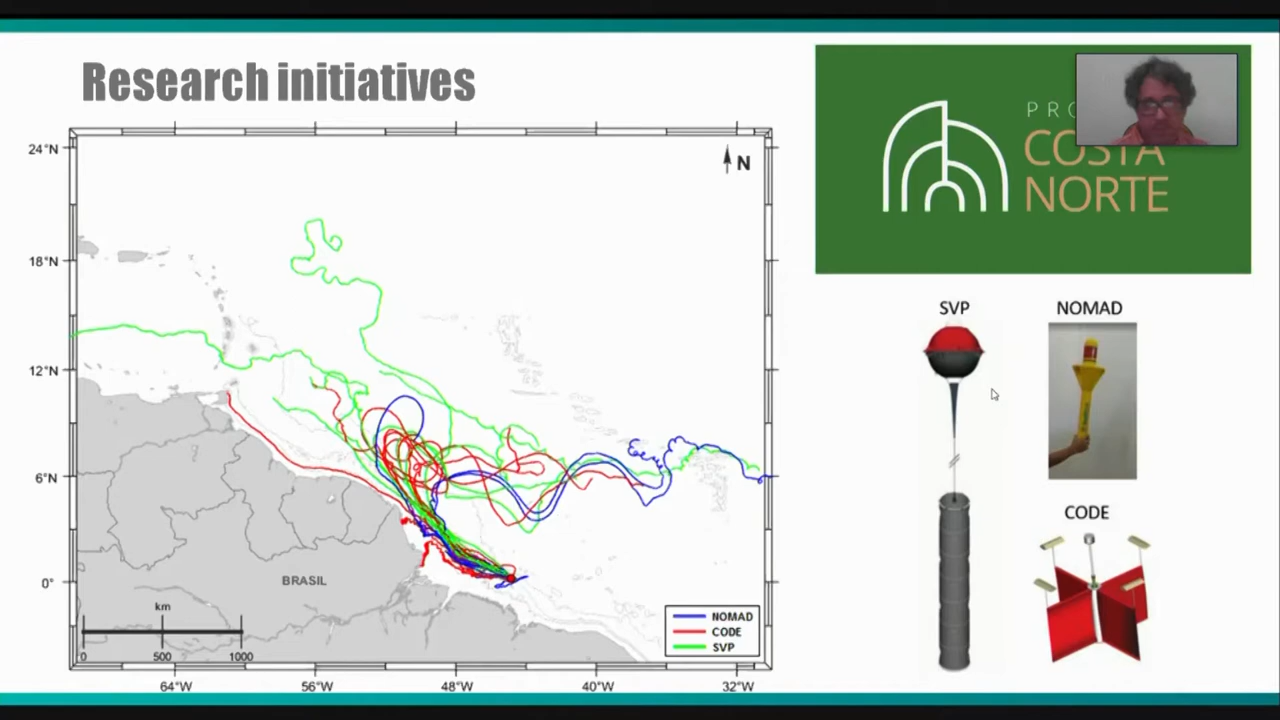 Research initiatives
24°N
18°N
12°N
6°N
0°
N
BRASIL
km
0 500 1000
NOMAD
CODE
SVP
64°W 56°W 48°W 40°W 32°W
COSTA
NORTE
SVP
NOMAD
CODE